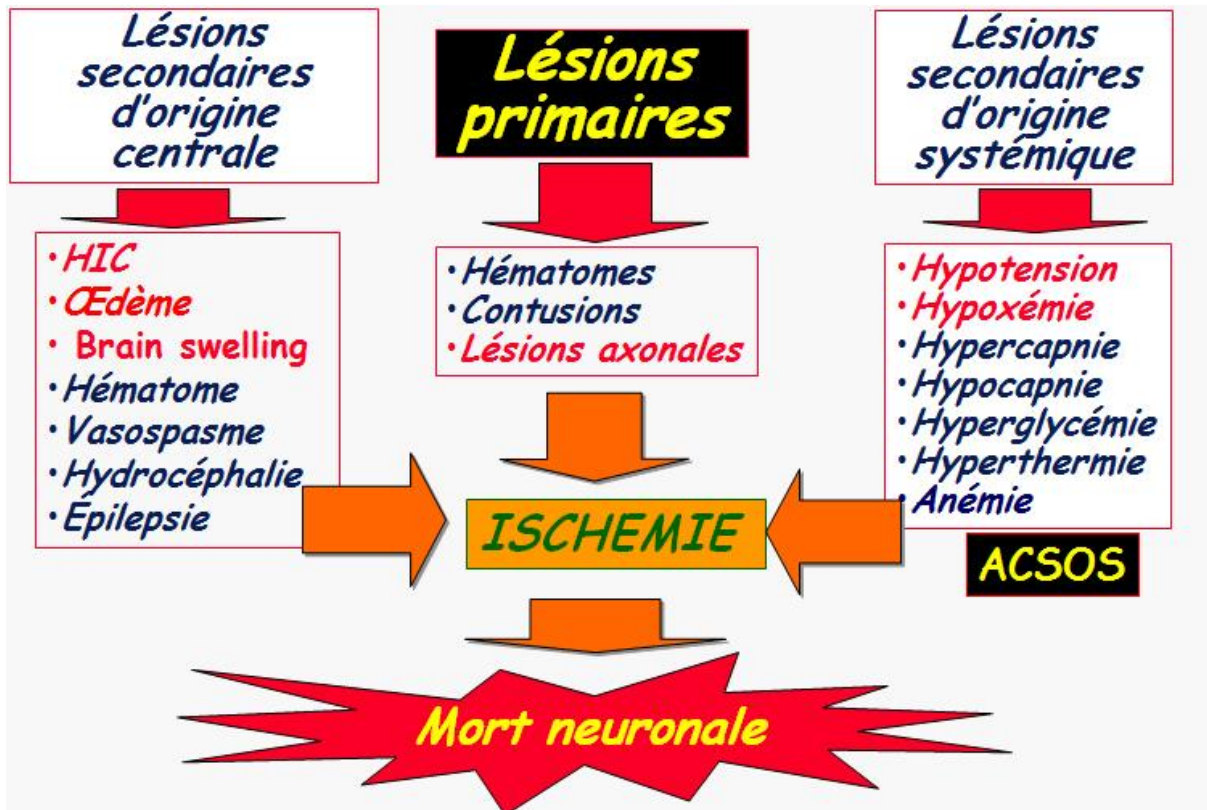 Lésions
secondaires
d'origine
centrale
• HIC
• Œdème
• Brain swelling
• Hématome
• Vasospasme
• Hydrocéphalie
• Épilepsie
Lésions
primaires
• Hématomes
• Contusions
• Lésions axonales
Lésions
secondaires
d'origine
systémique
• Hypotension
• Hypoxémie
• Hypercapnie
• Hypocapnie
• Hyperglycémie
• Hyperthermie
• Anémie
ACSOS
ISCHEMIE
Mort neuronale